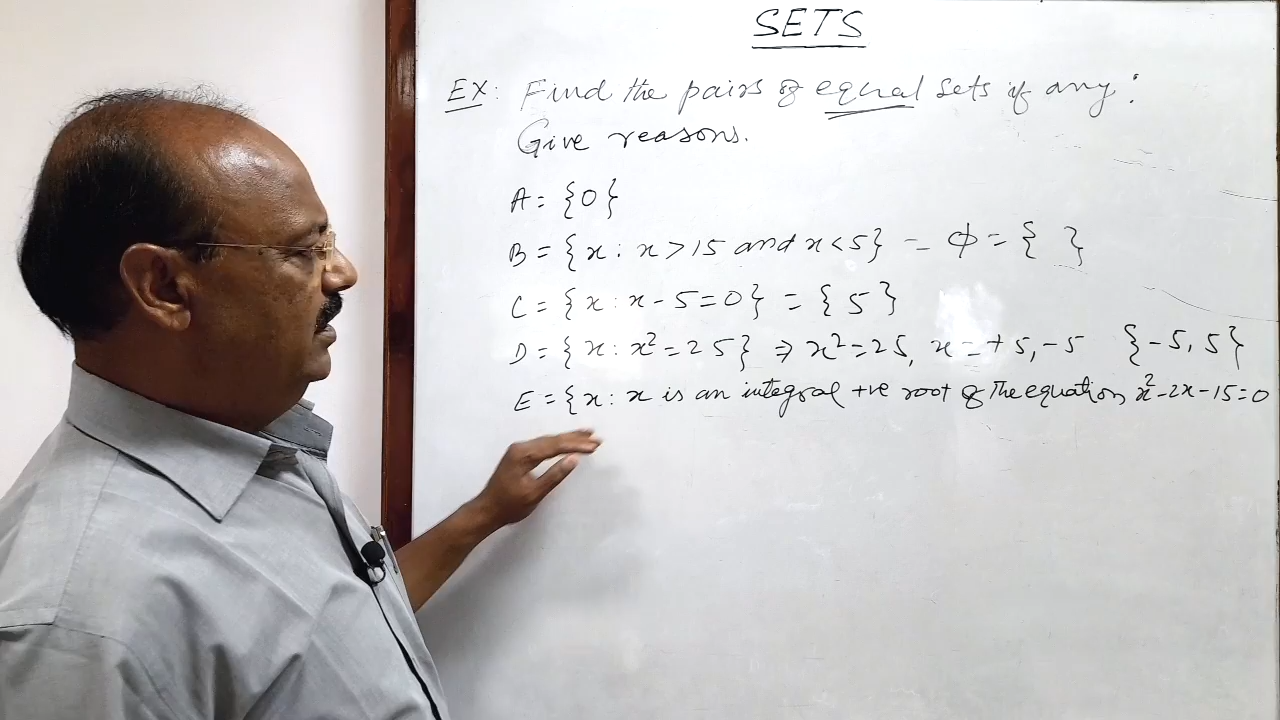 SETS
EX: Find the pairs of equal sets if any:
Give reasons.
A = {0}
B = {x : x > 15 and x < 5} = ϕ = { }
C = {x : x - 5 = 0} = {5}
D = {x : x² = 25} ⇒ x² = 25, x = +5, -5 {-5, 5}
E = {x : x is an integral +ve root of the equation x² - 2x - 15 = 0